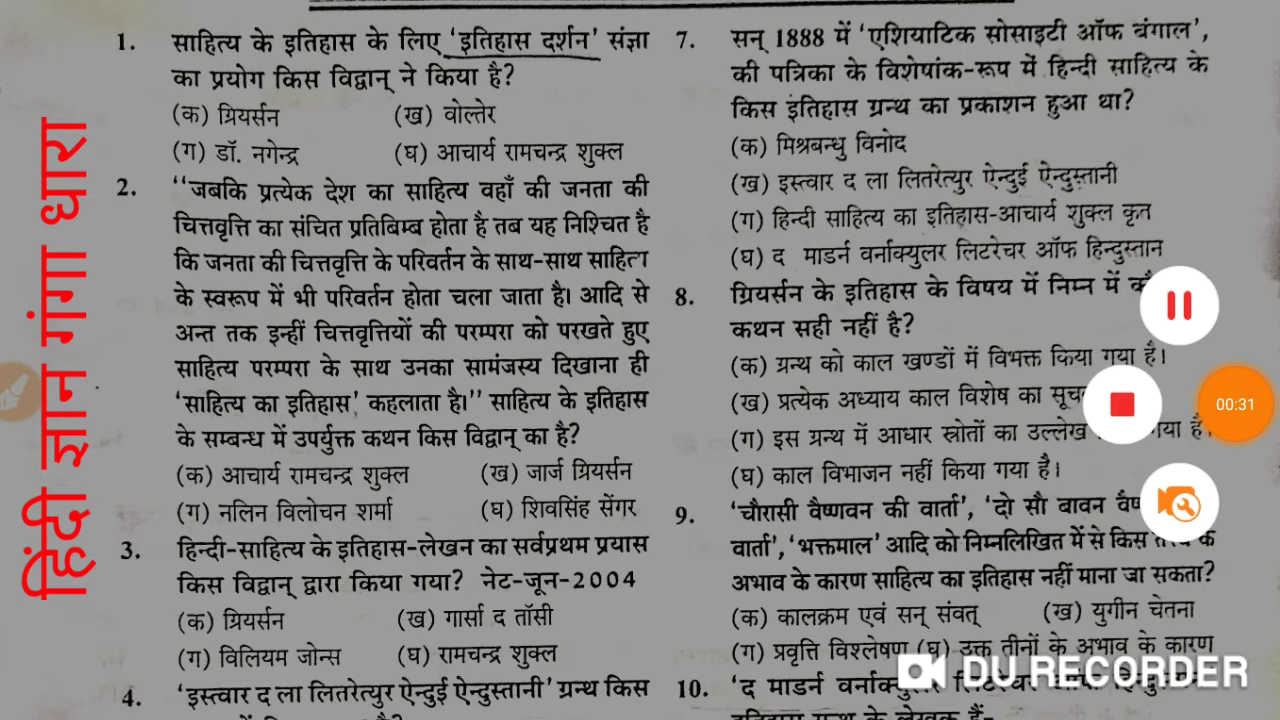 हिंदी ज्ञान गंगा धारा
1. साहित्य के इतिहास के लिए 'इतिहास दर्शन' संज्ञा
का प्रयोग किस विद्वान् ने किया है?
(क) ग्रियर्सन (ख) वोल्तेर
(ग) डॉ. नगेन्द्र (घ) आचार्य रामचन्द्र शुक्ल
2. "जबकि प्रत्येक देश का साहित्य वहाँ की जनता की
चित्तवृत्ति का संचित प्रतिबिम्ब होता है तब यह निश्चित है
कि जनता की चित्तवृत्ति के परिवर्तन के साथ-साथ साहित्य
के स्वरूप में भी परिवर्तन होता चला जाता है। आदि से
अन्त तक इन्हीं चित्तवृत्तियों की परम्परा को परखते हुए
साहित्य परम्परा के साथ उनका सामंजस्य दिखाना ही
'साहित्य का इतिहास' कहलाता है।" साहित्य के इतिहास
के सम्बन्ध में उपर्युक्त कथन किस विद्वान् का है?
(क) आचार्य रामचन्द्र शुक्ल (ख) जार्ज ग्रियर्सन
(ग) नलिन विलोचन शर्मा (घ) शिवसिंह सेंगर
3. हिन्दी-साहित्य के इतिहास-लेखन का सर्वप्रथम प्रयास
किस विद्वान् द्वारा किया गया? नेट-जून-2004
(क) ग्रियर्सन (ख) गार्सा द तॉसी
(ग) विलियम जोन्स (घ) रामचन्द्र शुक्ल
4. 'इस्त्वार द ला लितरेत्युर ऐन्दुई ऐन्दुस्तानी' ग्रन्थ किस
7. सन् 1888 में 'एशियाटिक सोसाइटी ऑफ बंगाल',
की पत्रिका के विशेषांक-रूप में हिन्दी साहित्य के
किस इतिहास ग्रन्थ का प्रकाशन हुआ था?
(क) मिश्रबन्धु विनोद
(ख) इस्त्वार द ला लितरेत्युर ऐन्दुई ऐन्दुस्तानी
(ग) हिन्दी साहित्य का इतिहास-आचार्य शुक्ल कृत
(घ) द माडर्न वर्नाक्युलर लिटरेचर ऑफ हिन्दुस्तान
8. ग्रियर्सन के इतिहास के विषय में निम्न में
कथन सही नहीं है?
(क) ग्रन्थ को काल खण्डों में विभक्त किया गया है।
(ख) प्रत्येक अध्याय काल विशेष का
(ग) इस ग्रन्थ में आधार स्रोतों का उल्लेख गया है।
(घ) काल विभाजन नहीं किया गया है।
9. 'चौरासी वैष्णवन की वार्ता', 'दो सौ बावन
वार्ता', 'भक्तमाल' आदि को निम्नलिखित में से किस के
अभाव के कारण साहित्य का इतिहास नहीं माना जा सकता?
(क) कालक्रम एवं सन् संवत् (ख) युगीन चेतना
(ग) प्रवृत्ति विश्लेषण (घ) उक्त तीनों के अभाव के कारण
10. 'द माडर्न
00:31
DU RECORDER